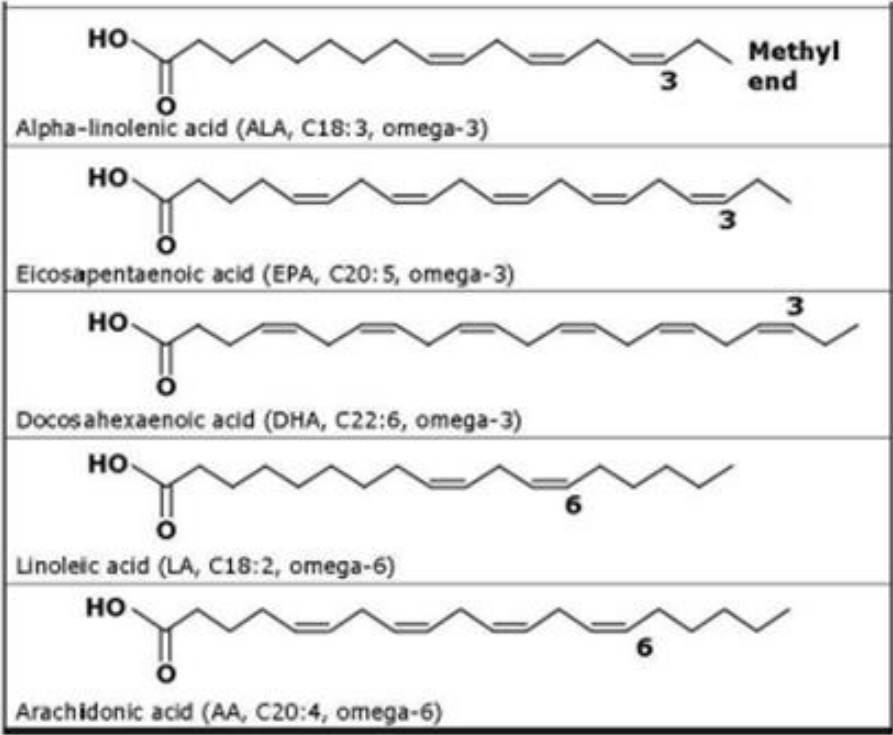 HO
O
3
Methyl
end
Alpha-linolenic acid (ALA, C18:3, omega-3)
HO
O
3
Eicosapentaenoic acid (EPA, C20:5, omega-3)
3
HO
O
Docosahexaenoic acid (DHA, C22:6, omega-3)
HO
6
O
Linoleic acid (LA, C18:2, omega-6)
HO
6
O
Arachidonic acid (AA, C20:4, omega-6)